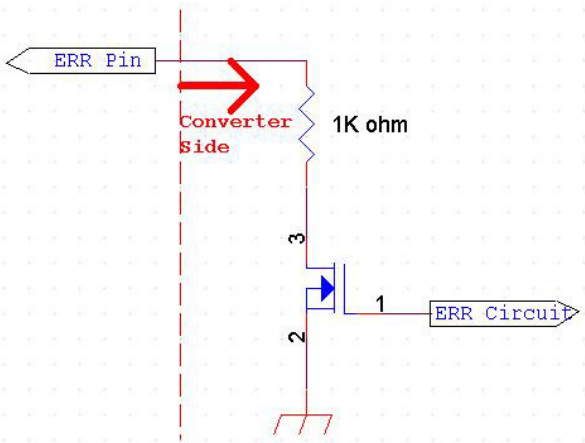 ERR Pin
Converter
Side
1K ohm
3
1
ERR Circuit
2